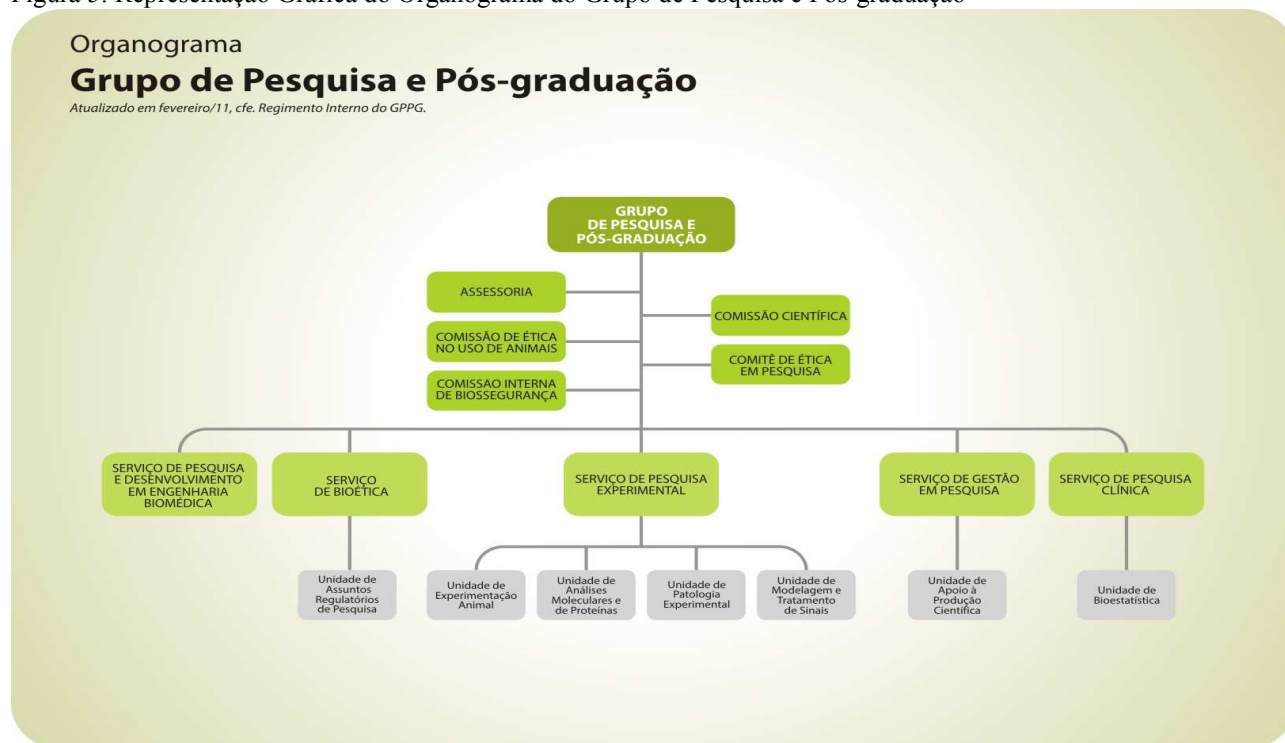 Figura 5: Representação Gráfica do Organograma do Grupo de Pesquisa e Pós-graduação
Organograma
Grupo de Pesquisa e Pós-graduação
Atualizado em fevereiro/11, cfe. Regimento Interno do GPPG.
GRUPO
DE PESQUISA E
PÓS-GRADUAÇÃO
ASSESSORIA
COMISSÃO CIENTÍFICA
COMISSÃO DE ÉTICA
NO USO DE ANIMAIS
COMITÊ DE ÉTICA
EM PESQUISA
COMISSAO INTERNA
DE BIOSSEGURANÇA
SERVIÇO DE PESQUISA
E DESENVOLVIMENTO
EM ENGENHARIA
BIOMÉDICA
SERVIÇO
DE BIOÉTICA
SERVIÇO DE PESQUISA
EXPERIMENTAL
SERVIÇO DE GESTÃO
EM PESQUISA
SERVIÇO DE PESQUISA
CLÍNICA
Unidade de
Assuntos
Regulatórios
de Pesquisa
Unidade de
Experimentação
Animal
Unidade de
Análises
Moleculares e
de Proteínas
Unidade de
Patologia
Experimental
Unidade de
Modelagem e
Tratamento
de Sinais
Unidade de
Apoio à
Produção
Científica
Unidade de
Bioestatística